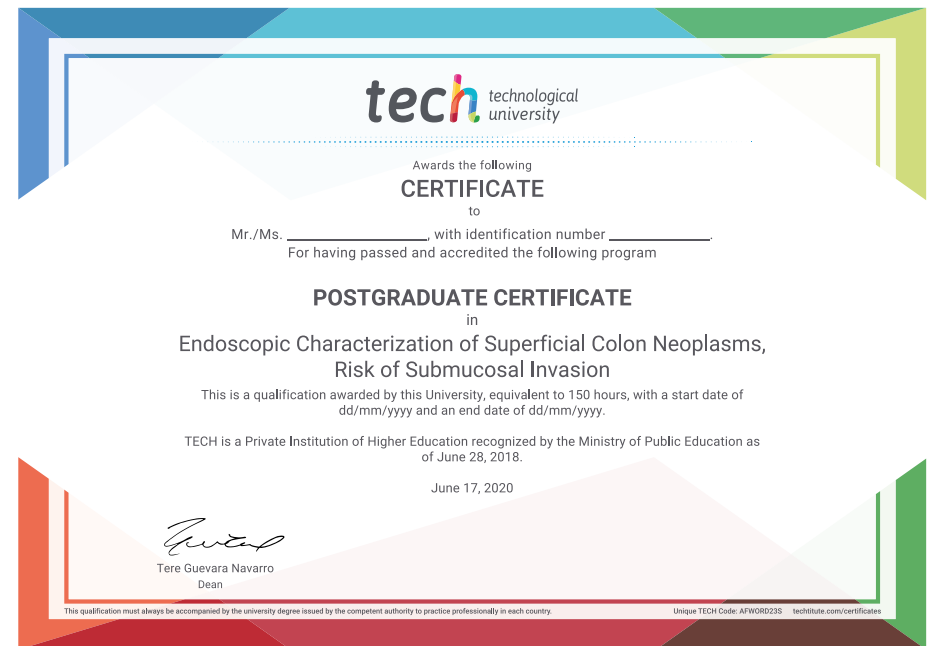 tech technological
university
Awards the following
CERTIFICATE
to
Mr./Ms. ____________, with identification number ____________.
For having passed and accredited the following program
POSTGRADUATE CERTIFICATE
in
Endoscopic Characterization of Superficial Colon Neoplasms,
Risk of Submucosal Invasion
This is a qualification awarded by this University, equivalent to 150 hours, with a start date of
dd/mm/yyyy and an end date of dd/mm/yyyy.
TECH is a Private Institution of Higher Education recognized by the Ministry of Public Education as
of June 28, 2018.
June 17, 2020
Tere Guevara Navarro
Dean
This qualification must always be accompanied by the university degree issued by the competent authority to practice professionally in each country.
Unique TECH Code: AFWORD23S techtitute.com/certificates